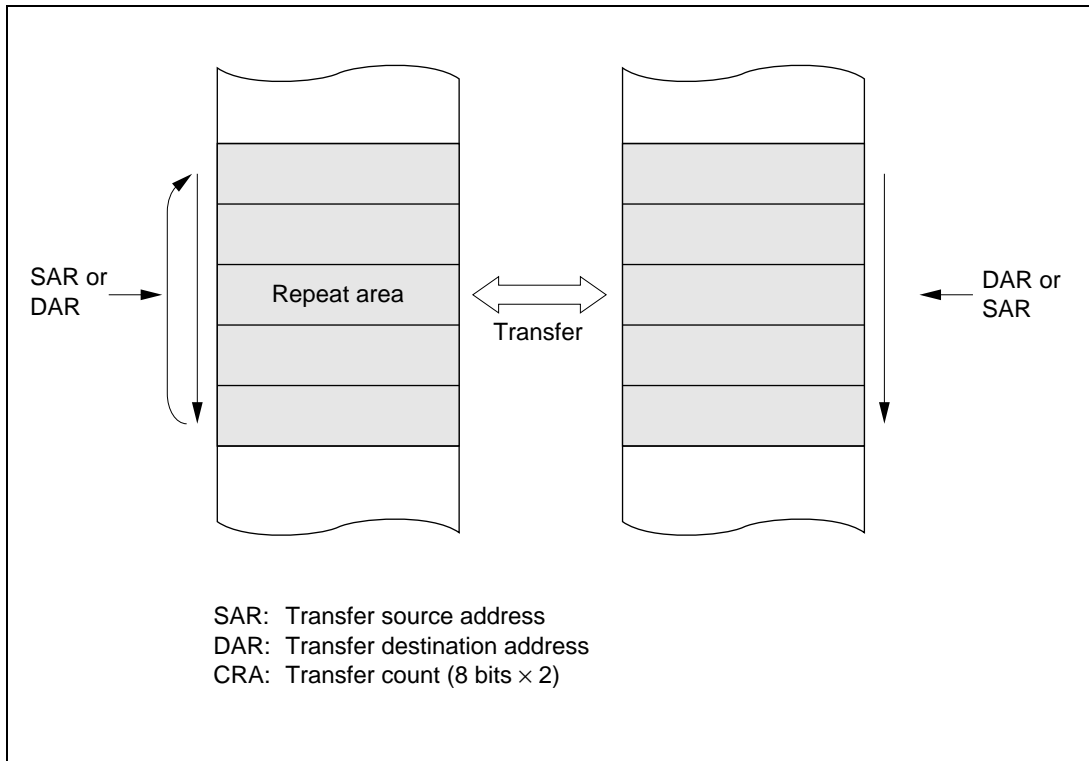 SAR or
DAR
Repeat area
Transfer
DAR or
SAR
SAR: Transfer source address
DAR: Transfer destination address
CRA: Transfer count (8 bits × 2)